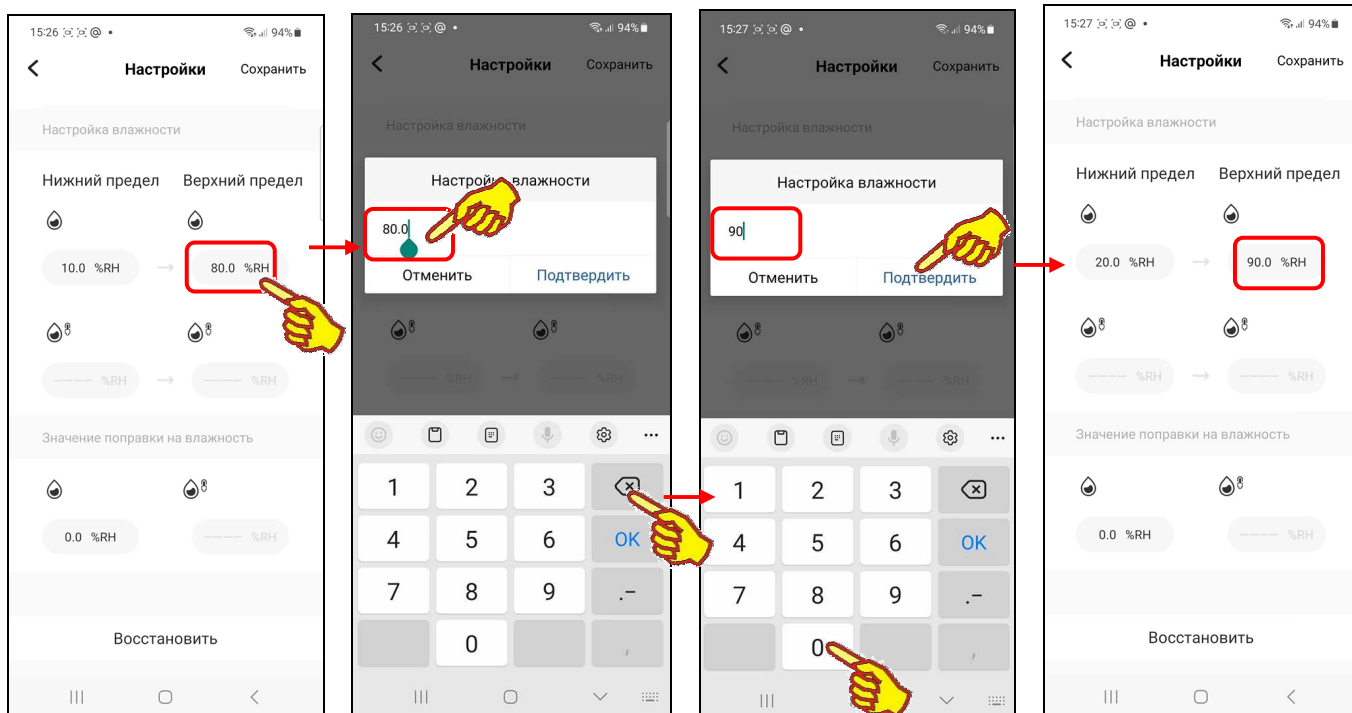 15:26 @ •
94%
Настройки
Сохранить
Настройка влажности
Нижний предел Верхний предел
10.0 %RH → 80.0 %RH
---- %RH → ---- %RH
Значение поправки на влажность
0.0 %RH ---- %RH
Восстановить
15:26 @ •
94%
Настройки
Сохранить
Настройка влажности
Настройка влажности
80.0
Отменить Подтвердить
---- %RH → ---- %RH
1 2 3
4 5 6 OK
7 8 9 .-
0 ,
15:27 @ •
94%
Настройки
Сохранить
Настройка влажности
Настройка влажности
90
Отменить Подтвердить
---- %RH → ---- %RH
1 2 3
4 5 6 OK
7 8 9 .-
0 ,
15:27 @ •
94%
Настройки
Сохранить
Настройка влажности
Нижний предел Верхний предел
20.0 %RH → 90.0 %RH
---- %RH → ---- %RH
Значение поправки на влажность
0.0 %RH ---- %RH
Восстановить